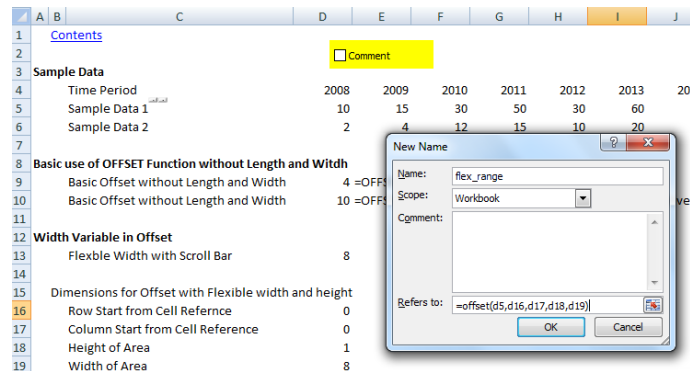 A B C D E F G H I J
1 Contents
2 Comment
3 Sample Data
4 Time Period 2008 2009 2010 2011 2012 2013 20
5 Sample Data 1 10 15 30 50 30 60
6 Sample Data 2 2 4 12 15 10 20
7
8 Basic use of OFFSET Function without Length and Witdh
9 Basic Offset without Length and Width 4 =OFFS
10 Basic Offset without Length and Width 10 =OFFS ve
11
12 Width Variable in Offset
13 Flexble Width with Scroll Bar 8
14
15 Dimensions for Offset with Flexible width and height
16 Row Start from Cell Refernce 0
17 Column Start from Cell Reference 0
18 Height of Area 1
19 Width of Area 8
New Name
Name: flex_range
Scope: Workbook
Comment:
Refers to: =offset(d5,d16,d17,d18,d19)
OK Cancel